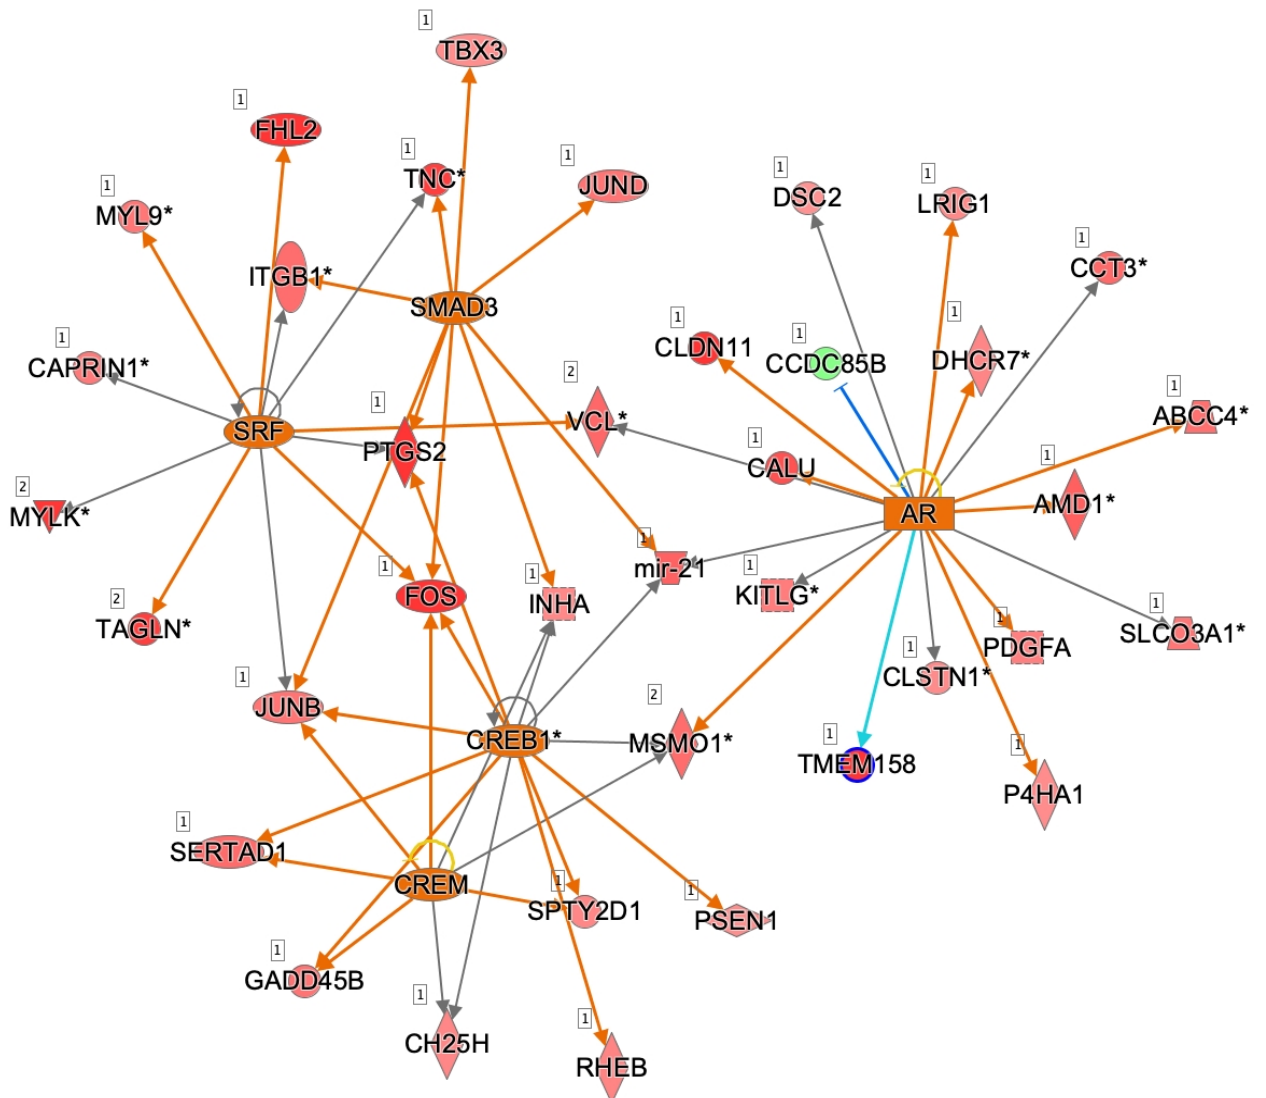 1
TBX3
1
FHL2
1
TNC*
1
JUND
1
DSC2
1
LRIG1
1
MYL9*
ITGB1*
1
CCT3*
SMAD3
1
CLDN11
1
CCDC85B
1
DHCR7*
1
CAPRIN1*
2
VCL*
1
ABCC4*
SRF
1
PTGS2
1
CALU
1
AMD1*
2
MYLK*
AR
1
mir-21
1
FOS
1
INHA
1
KITLG*
1
PDGFA
1
SLCO3A1*
2
TAGLN*
1
CLSTN1*
1
JUNB
CREB1*
2
MSMO1*
1
TMEM158
1
P4HA1
1
SERTAD1
CREM
1
SPTY2D1
1
PSEN1
1
GADD45B
1
CH25H
1
RHEB